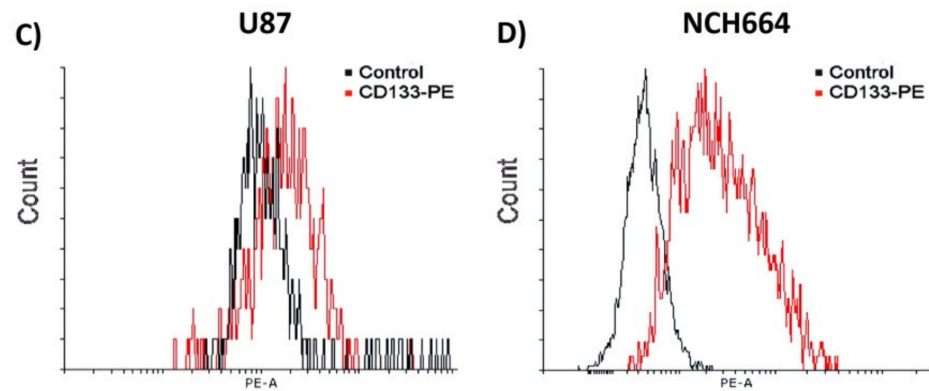 C)
U87
Control
CD133-PE
Count
PE-A
D)
NCH664
Control
CD133-PE
Count
PE-A